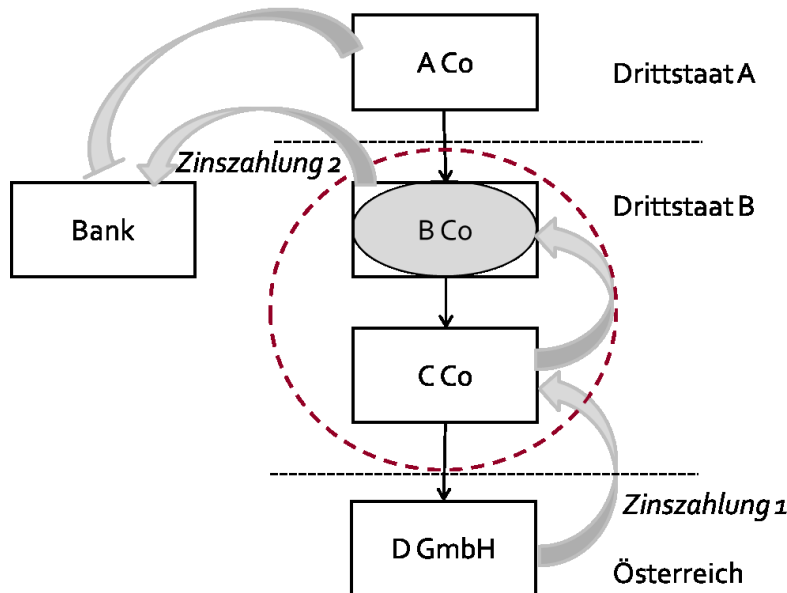 A Co
Drittstaat A
Zinszahlung 2
Drittstaat B
Bank
B Co
C Co
Zinszahlung 1
D GmbH
Österreich